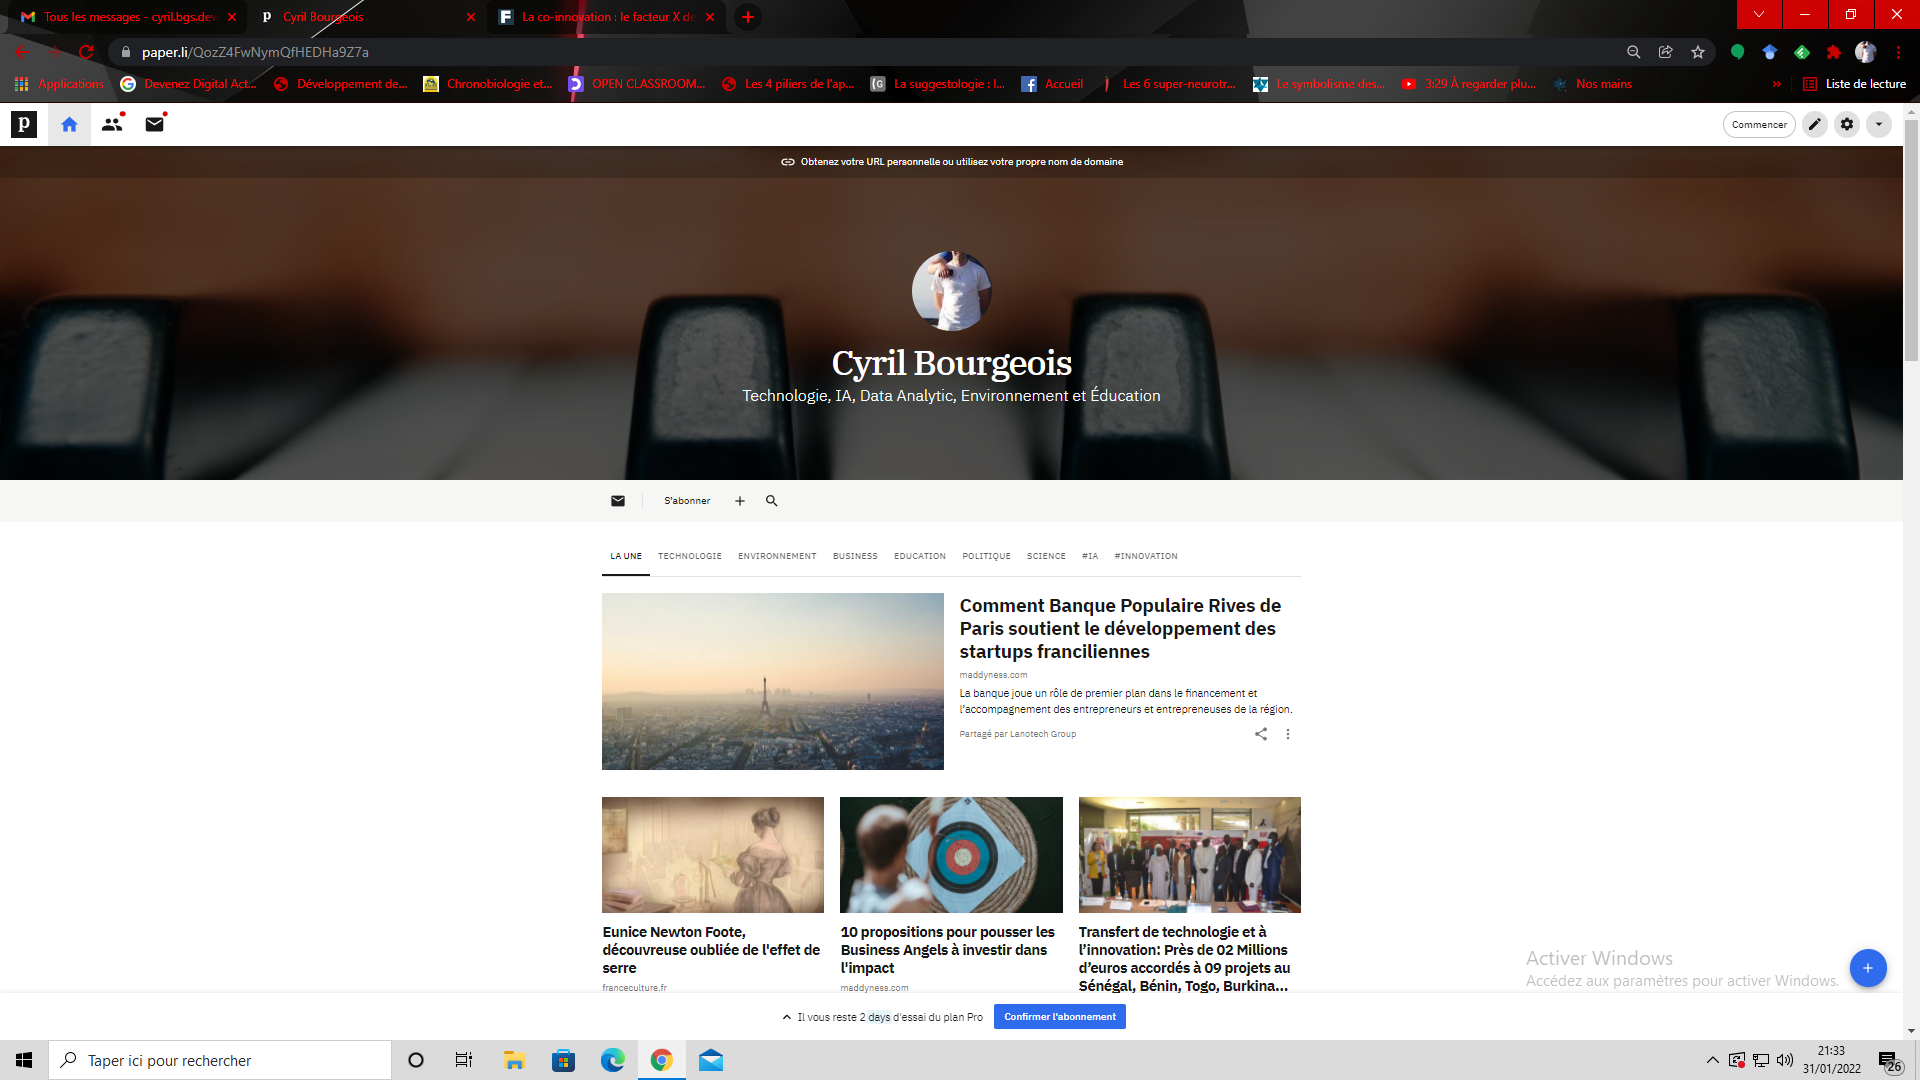 Tous les messages - cyril.bgs.dev
Cyril Bourgeois
La co-innovation : le facteur X de
paper.li/QozZ4FwNymQfHEDHa9Z7a
Applications
Devenez Digital Act...
Développement de...
Chronobiologie et...
OPEN CLASSROOM...
Les 4 piliers de l'ap...
La suggestologie : l...
Accueil
Les 6 super-neurotr...
Le symbolisme des...
3:29 À regarder plu...
Nos mains
»
Liste de lecture
p
Commencer
Obtenez votre URL personnelle ou utilisez votre propre nom de domaine
Cyril Bourgeois
Technologie, IA, Data Analytic, Environnement et Éducation
S'abonner
LA UNE TECHNOLOGIE ENVIRONNEMENT BUSINESS EDUCATION POLITIQUE SCIENCE #IA #INNOVATION
Comment Banque Populaire Rives de
Paris soutient le développement des
startups franciliennes
maddyness.com
La banque joue un rôle de premier plan dans le financement et
l'accompagnement des entrepreneurs et entrepreneuses de la région.
Partagé par Lanotech Group
Eunice Newton Foote,
découvreuse oubliée de l'effet de
serre
franceculture.fr
10 propositions pour pousser les
Business Angels à investir dans
l'impact
maddyness.com
Transfert de technologie et à
l’innovation: Près de 02 Millions
d’euros accordés à 09 projets au
Sénégal, Bénin, Togo, Burkina...
Activer Windows
Accédez aux paramètres pour activer Windows.
Il vous reste 2 days d'essai du plan Pro
Confirmer l'abonnement
Taper ici pour rechercher
21:33
31/01/2022
26